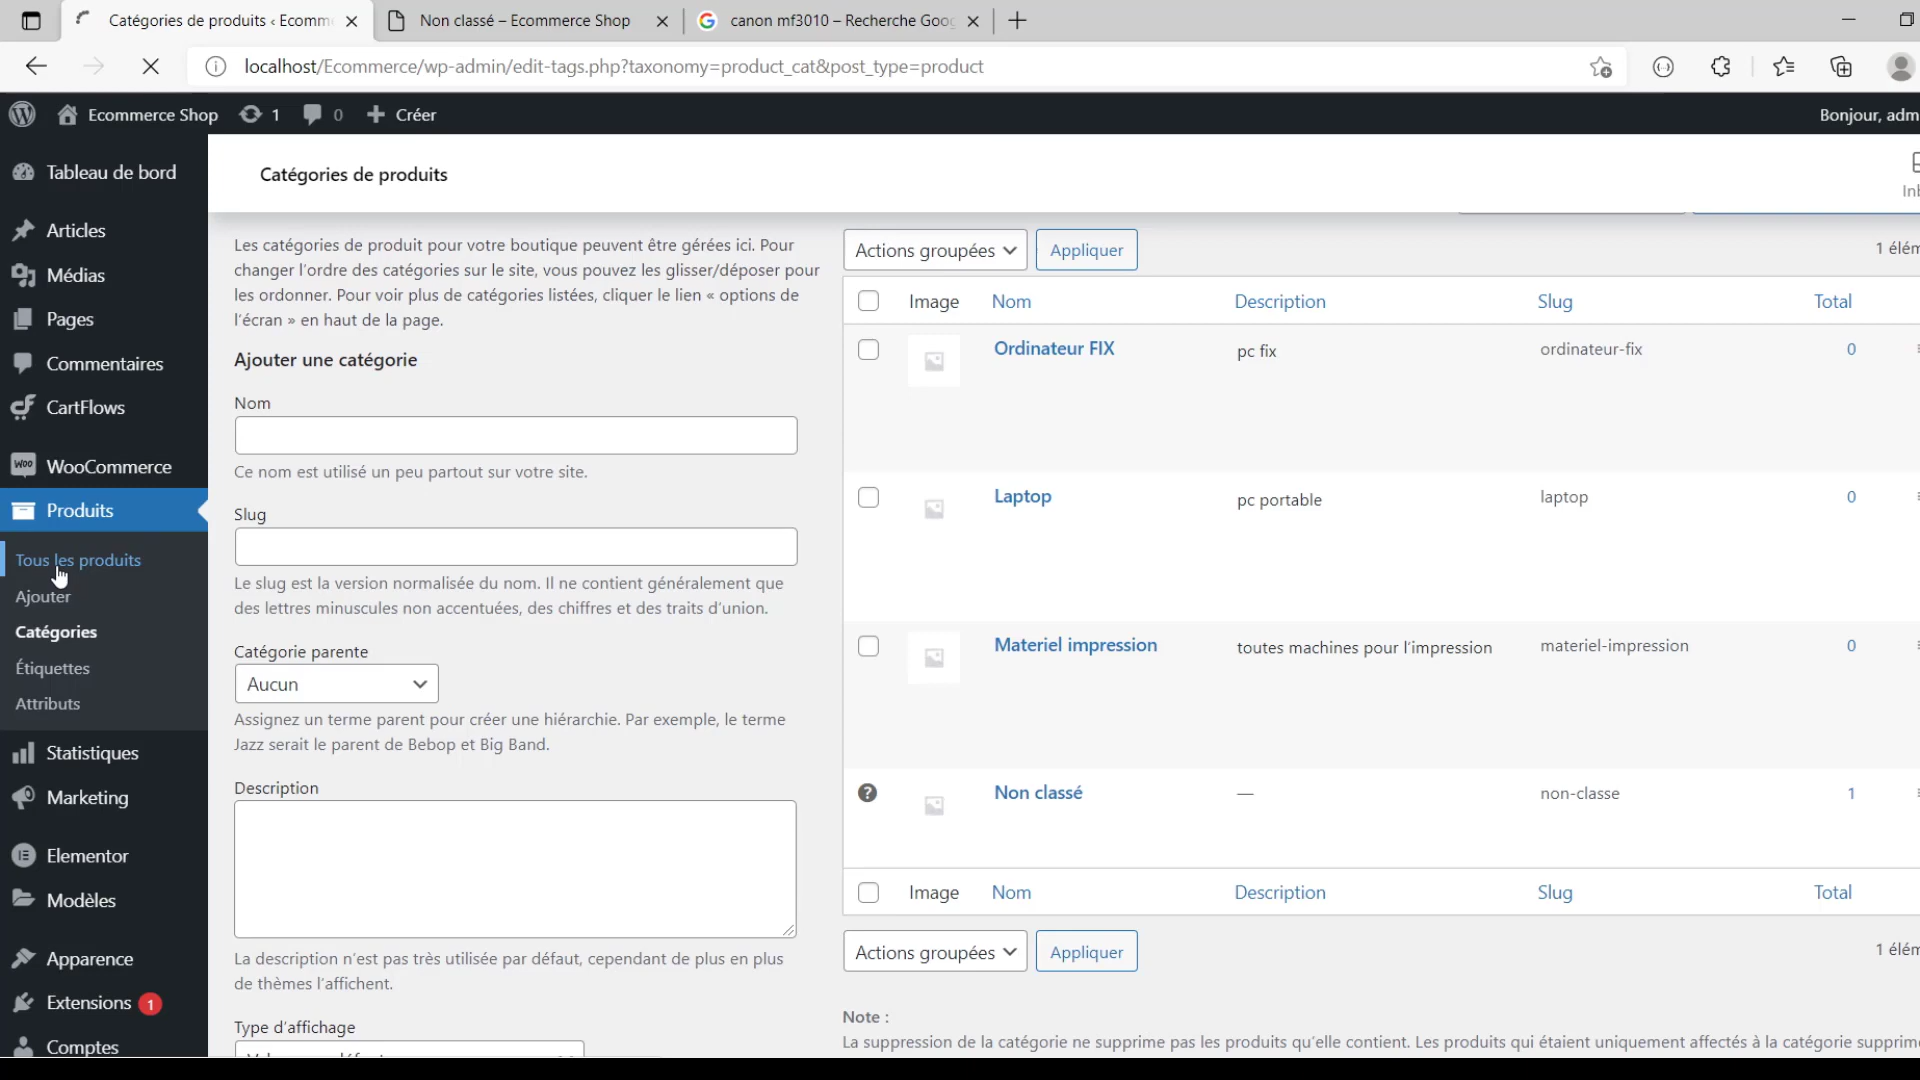 Catégories de produits ‹ Ecomm
Non classé – Ecommerce Shop
canon mf3010 – Recherche Goog
localhost/Ecommerce/wp-admin/edit-tags.php?taxonomy=product_cat&post_type=product
Ecommerce Shop
1
0
Créer
Bonjour, adm
Tableau de bord
Articles
Médias
Pages
Commentaires
CartFlows
WooCommerce
Produits
Tous les produits
Ajouter
Catégories
Étiquettes
Attributs
Statistiques
Marketing
Elementor
Modèles
Apparence
Extensions 1
Comptes
Catégories de produits
Inb
Les catégories de produit pour votre boutique peuvent être gérées ici. Pour
changer l’ordre des catégories sur le site, vous pouvez les glisser/déposer pour
les ordonner. Pour voir plus de catégories listées, cliquer le lien « options de
l’écran » en haut de la page.
Ajouter une catégorie
Nom
Ce nom est utilisé un peu partout sur votre site.
Slug
Le slug est la version normalisée du nom. Il ne contient généralement que
des lettres minuscules non accentuées, des chiffres et des traits d’union.
Catégorie parente
Aucun
Assignez un terme parent pour créer une hiérarchie. Par exemple, le terme
Jazz serait le parent de Bebop et Big Band.
Description
La description n’est pas très utilisée par défaut, cependant de plus en plus
de thèmes l’affichent.
Type d’affichage
Actions groupées
Appliquer
1 élém
Image Nom Description Slug Total
Ordinateur FIX pc fix ordinateur-fix 0
Laptop pc portable laptop 0
Materiel impression toutes machines pour l’impression materiel-impression 0
Non classé — non-classe 1
Image Nom Description Slug Total
Actions groupées
Appliquer
1 élém
Note :
La suppression de la catégorie ne supprime pas les produits qu’elle contient. Les produits qui étaient uniquement affectés à la catégorie supprim